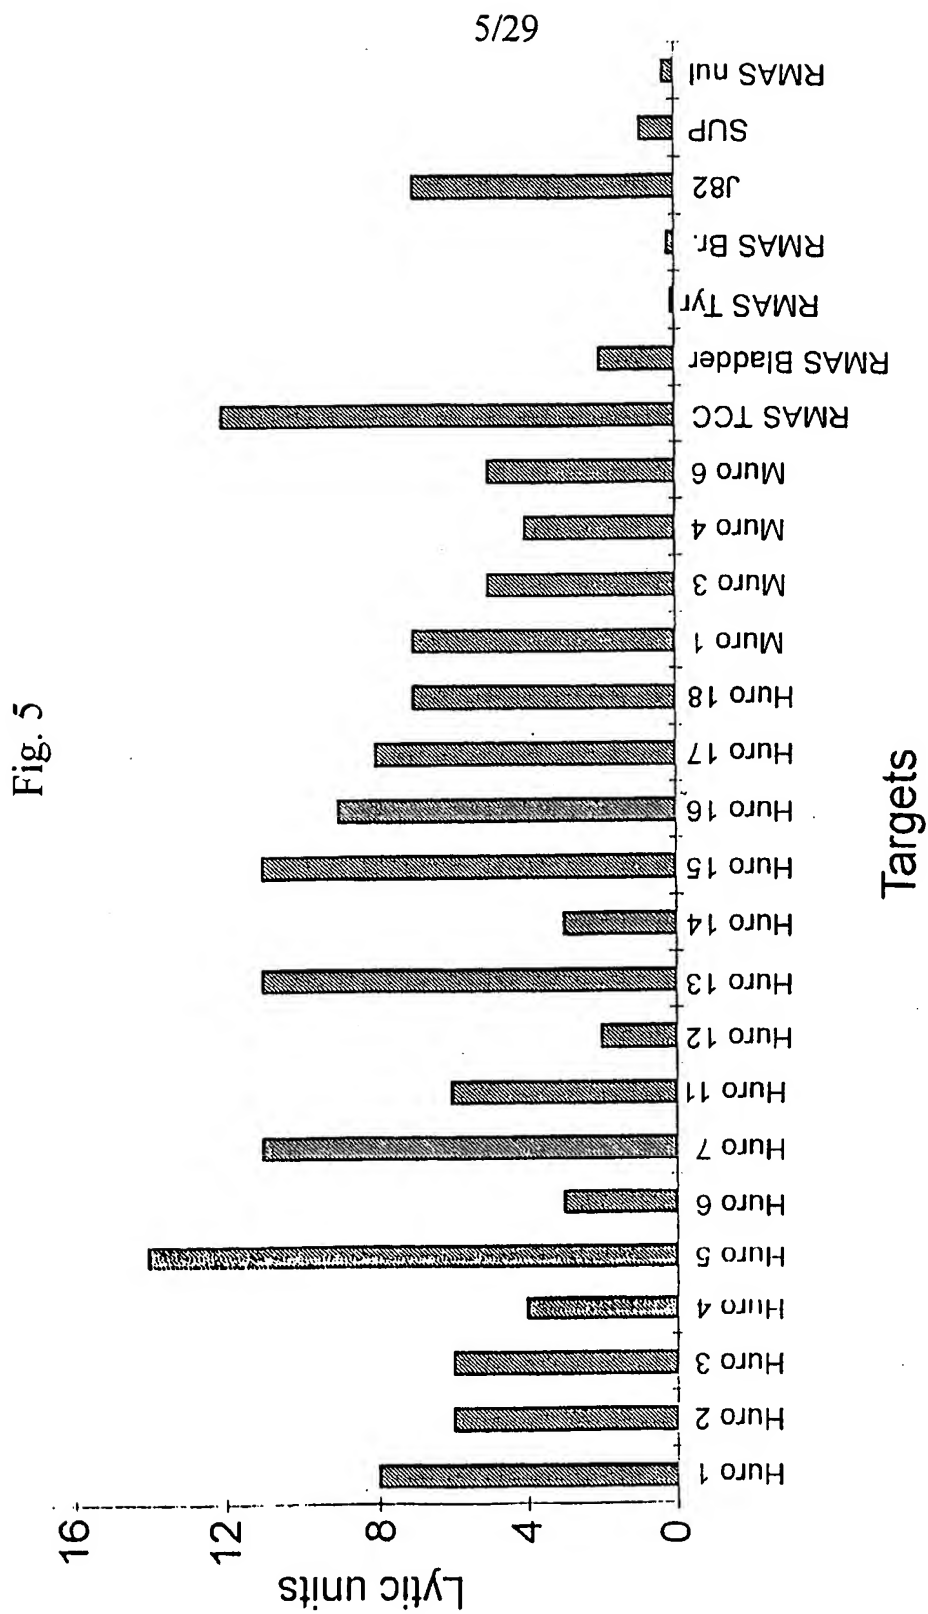 5/29
Fig. 5
Lytic units
16
12
8
4
0
Huro 1
Huro 2
Huro 3
Huro 4
Huro 5
Huro 6
Huro 7
Huro 11
Huro 12
Huro 13
Huro 14
Huro 15
Huro 16
Huro 17
Huro 18
Muro 1
Muro 3
Muro 4
Muro 6
RMAS TCC
RMAS Bladder
RMAS Tyr
RMAS Br.
J82
SUP
RMAS nul
Targets